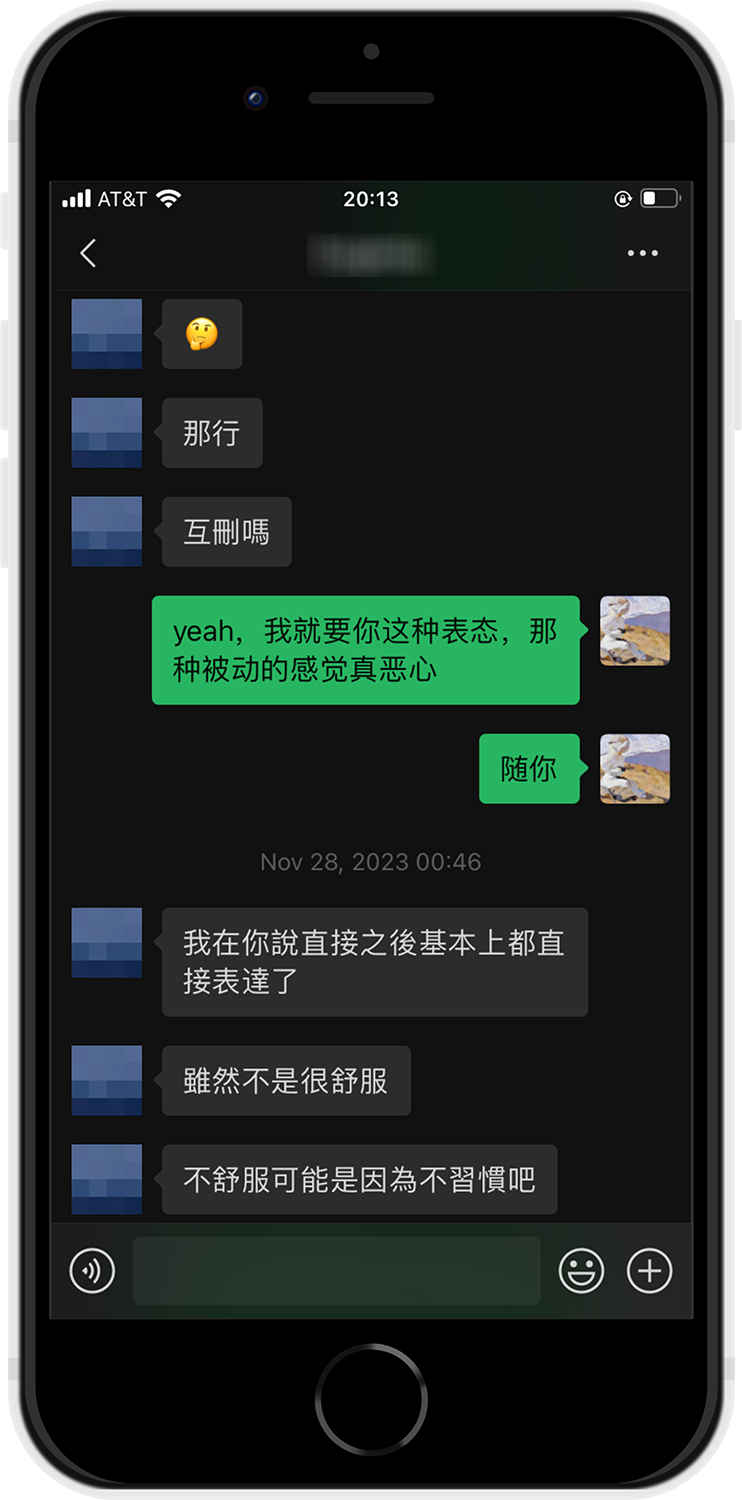 AT&T
20:13
🤔
那行
互刪嗎
yeah，我就要你这种表态，那
种被动的感觉真恶心
随你
Nov 28, 2023 00:46
我在你說直接之後基本上都直
接表達了
雖然不是很舒服
不舒服可能是因為不習慣吧